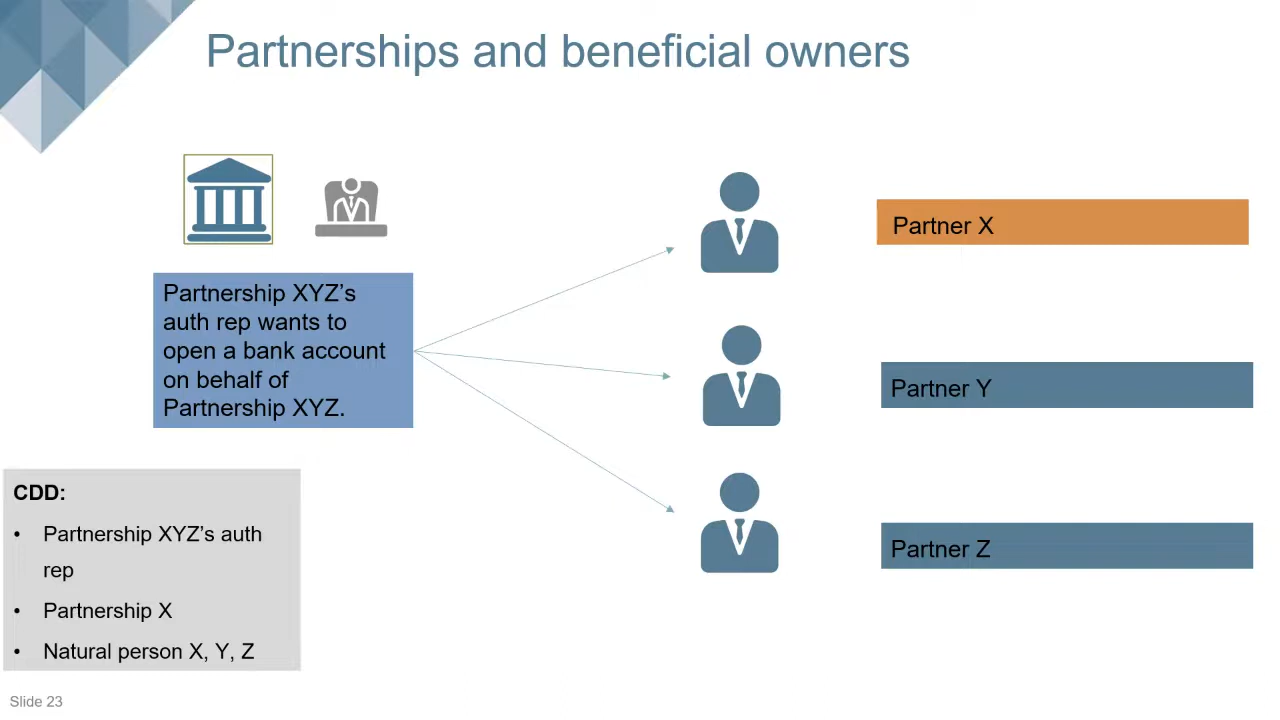 Partnerships and beneficial owners
Partnership XYZ’s
auth rep wants to
open a bank account
on behalf of
Partnership XYZ.
Partner X
Partner Y
Partner Z
CDD:
• Partnership XYZ’s auth
rep
• Partnership X
• Natural person X, Y, Z
Slide 23